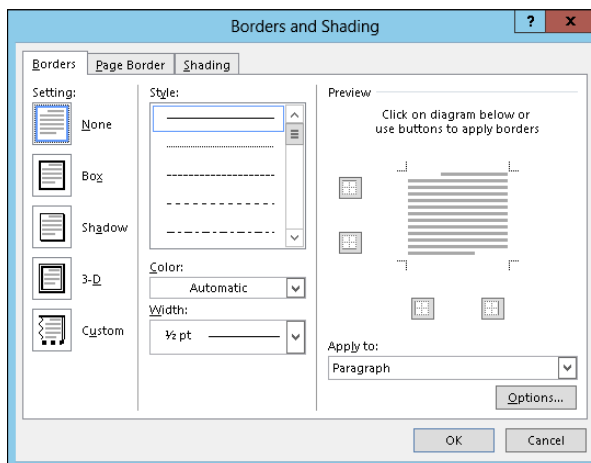 Borders and Shading
?
x
Borders
Page Border
Shading
Setting:
None
Box
Shadow
3-D
Custom
Style:
Color:
Automatic
Width:
½ pt
Preview
Click on diagram below or
use buttons to apply borders
Apply to:
Paragraph
Options...
OK
Cancel